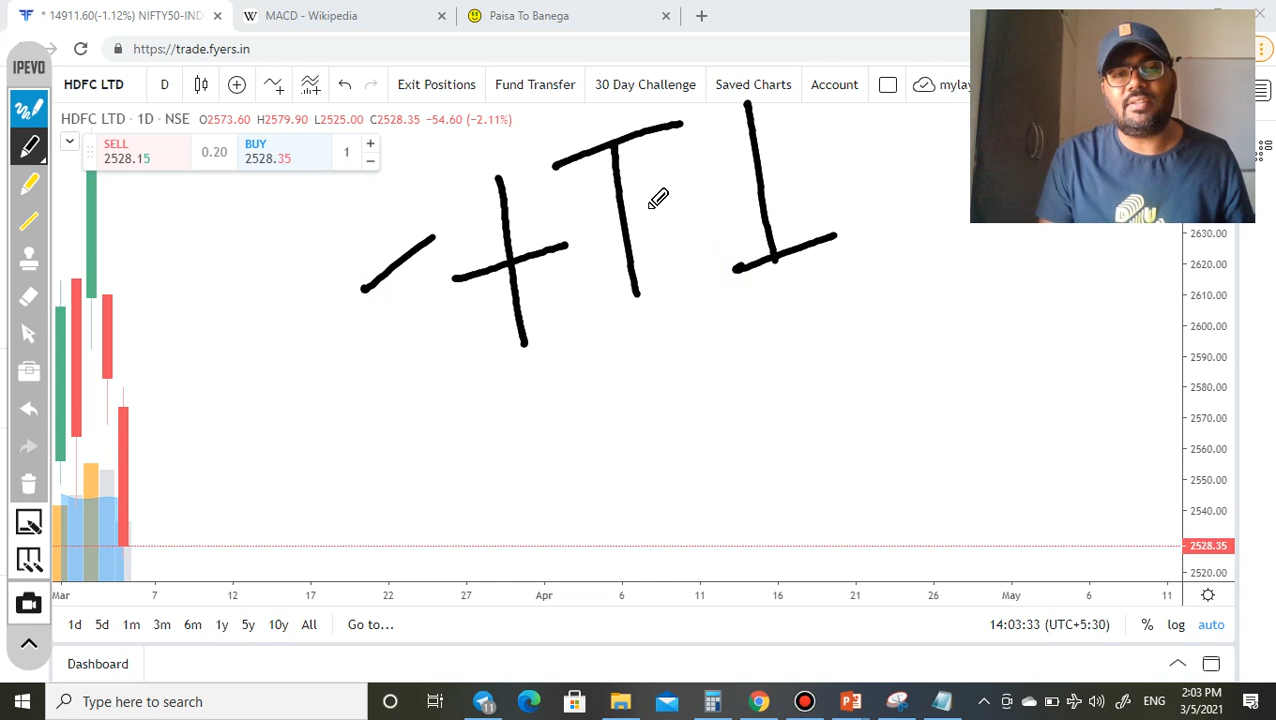 * 14911.60(-1.12%) NIFTY50-IND
MACD - Wikipedia
Paisa To Banega
IPEVO
https://trade.fyers.in
HDFC LTD
D
Exit Positions
Fund Transfer
30 Day Challenge
Saved Charts
Account
mylay
HDFC LTD · 1D · NSE O2573.60 H2579.90 L2525.00 C2528.35 −54.60 (−2.11%)
SELL
2528.15
0.20
BUY
2528.35
1
2630.00
2620.00
2610.00
2600.00
2590.00
2580.00
2570.00
2560.00
2550.00
2540.00
2528.35
2520.00
Mar 7 12 17 22 27 Apr 6 11 16 21 26 May 6 11
1d 5d 1m 3m 6m 1y 5y 10y All Go to...
14:03:33 (UTC+5:30) % log auto
Dashboard
Type here to search
11
ENG
2:03 PM
3/5/2021